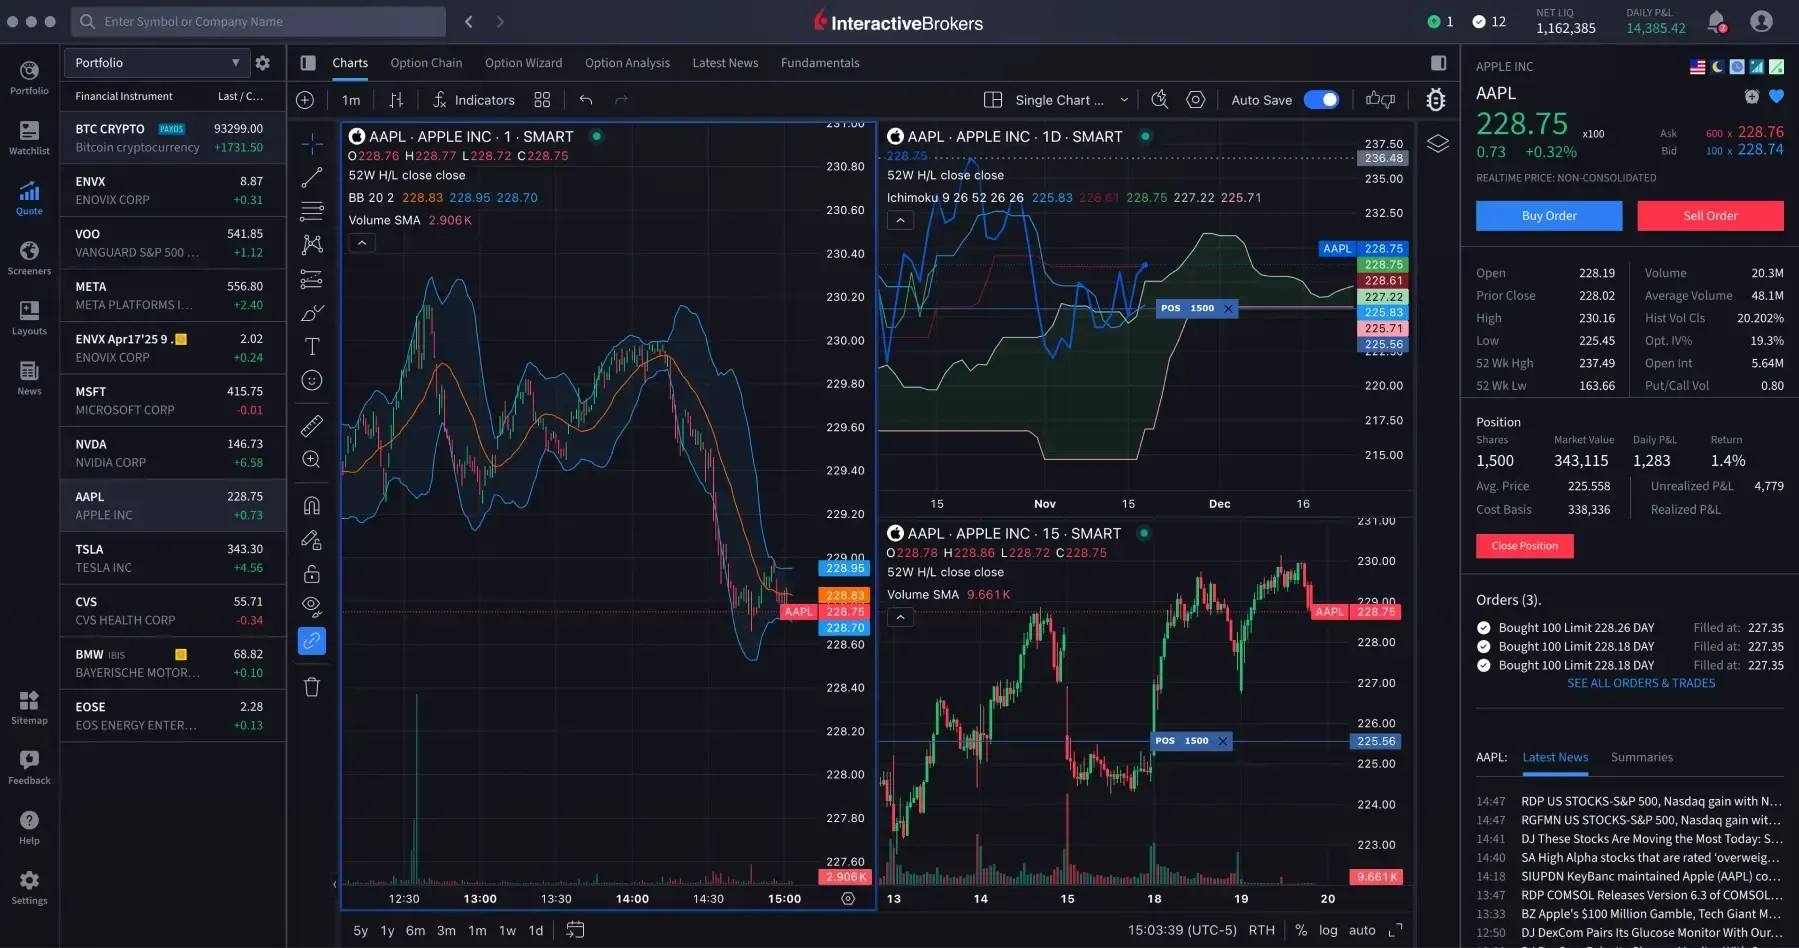 Enter Symbol or Company Name
InteractiveBrokers
1
12
NET LIQ
1,162,385
DAILY P&L
14,385.42
2
Portfolio
Watchlist
Quote
Screeners
Layouts
News
Sitemap
Feedback
Help
Settings
Portfolio
Financial Instrument Last / C...
BTC CRYPTO PAXOS 93299.00
Bitcoin cryptocurrency +1731.50
ENVX 8.87
ENOVIX CORP +0.31
VOO 541.85
VANGUARD S&P 500 ... +1.12
META 556.80
META PLATFORMS I... +2.40
ENVX Apr17'25 9 . 2.02
ENOVIX CORP +0.24
MSFT 415.75
MICROSOFT CORP -0.01
NVDA 146.73
NVIDIA CORP +6.58
AAPL 228.75
APPLE INC +0.73
TSLA 343.30
TESLA INC +4.56
CVS 55.71
CVS HEALTH CORP -0.34
BMW IBIS 68.82
BAYERISCHE MOTOR... +0.10
EOSE 2.28
EOS ENERGY ENTER... +0.13
Charts Option Chain Option Wizard Option Analysis Latest News Fundamentals
1m Indicators Single Chart ... Auto Save
AAPL · APPLE INC · 1 · SMART
O228.76 H228.77 L228.72 C228.75
52W H/L close close
BB 20 2 228.83 228.95 228.70
Volume SMA 2.906K
231.00
230.80
230.60
230.40
230.20
230.00
229.80
229.60
229.40
229.20
229.00
228.95
228.83
AAPL 228.75
228.70
228.60
228.40
228.20
228.00
227.80
227.60
2.906K
12:30 13:00 13:30 14:00 14:30 15:00
AAPL · APPLE INC · 1D · SMART
228.75
52W H/L close close
Ichimoku 9 26 52 26 26 225.83 228.61 228.75 227.22 225.71
237.50
236.48
235.00
232.50
AAPL 228.75
228.75
228.61
227.22
225.83
225.71
225.56
222.50
220.00
217.50
215.00
POS 1500
15 Nov 15 Dec 16
AAPL · APPLE INC · 15 · SMART
O228.78 H228.86 L228.72 C228.75
52W H/L close close
Volume SMA 9.661K
231.00
230.00
229.00
AAPL 228.75
228.00
227.00
226.00
POS 1500
225.56
225.00
224.00
223.00
9.661K
13 14 15 18 19 20
5y 1y 6m 3m 1m 1w 1d
15:03:39 (UTC-5) RTH % log auto
APPLE INC
AAPL
228.75 x100
0.73 +0.32%
Ask 600 x 228.76
Bid 100 x 228.74
REALTIME PRICE: NON-CONSOLIDATED
Buy Order Sell Order
Open 228.19 Volume 20.3M
Prior Close 228.02 Average Volume 48.1M
High 230.16 Hist Vol Cls 20.202%
Low 225.45 Opt. IV% 19.3%
52 Wk Hgh 237.49 Open Int 5.64M
52 Wk Lw 163.66 Put/Call Vol 0.80
Position
Shares Market Value Daily P&L Return
1,500 343,115 1,283 1.4%
Avg. Price 225.558 Unrealized P&L 4,779
Cost Basis 338,336 Realized P&L
Close Position
Orders (3).
Bought 100 Limit 228.26 DAY Filled at: 227.35
Bought 100 Limit 228.18 DAY Filled at: 227.35
Bought 100 Limit 228.18 DAY Filled at: 227.35
SEE ALL ORDERS & TRADES
AAPL: Latest News Summaries
14:47 RDP US STOCKS-S&P 500, Nasdaq gain with N...
14:47 RGFMN US STOCKS-S&P 500, Nasdaq gain wit...
14:41 DJ These Stocks Are Moving the Most Today: S...
14:40 SA High Alpha stocks that are rated 'overweig...
14:18 SIUPDN KeyBanc maintained Apple (AAPL) co...
13:47 RDP COMSOL Releases Version 6.3 of COMSOL...
13:33 BZ Apple's $100 Million Gamble, Tech Giant M...
12:50 DJ DexCom Pairs Its Glucose Monitor With Our...